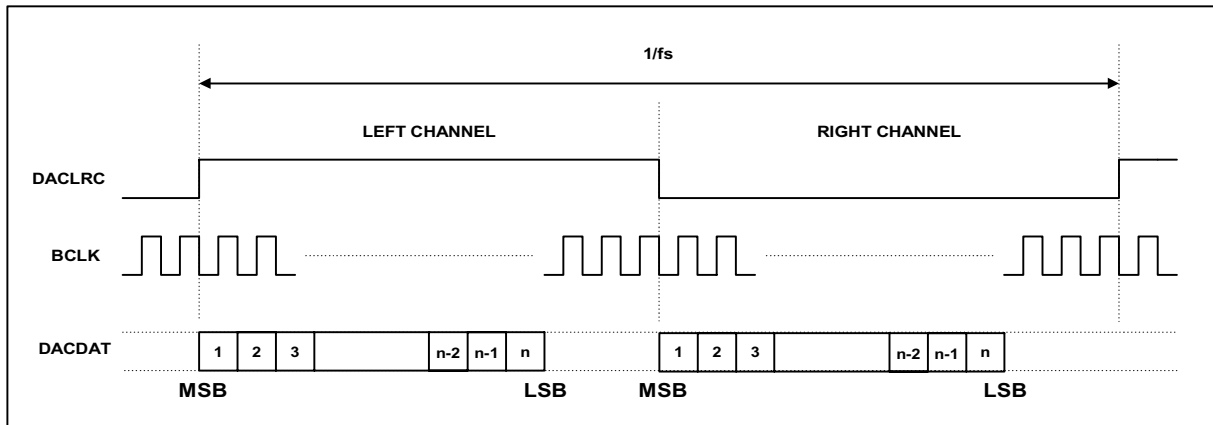 1/fs
LEFT CHANNEL RIGHT CHANNEL
DACLRC
BCLK
DACDAT 1 2 3 n-2 n-1 n 1 2 3 n-2 n-1 n
MSB LSB MSB LSB